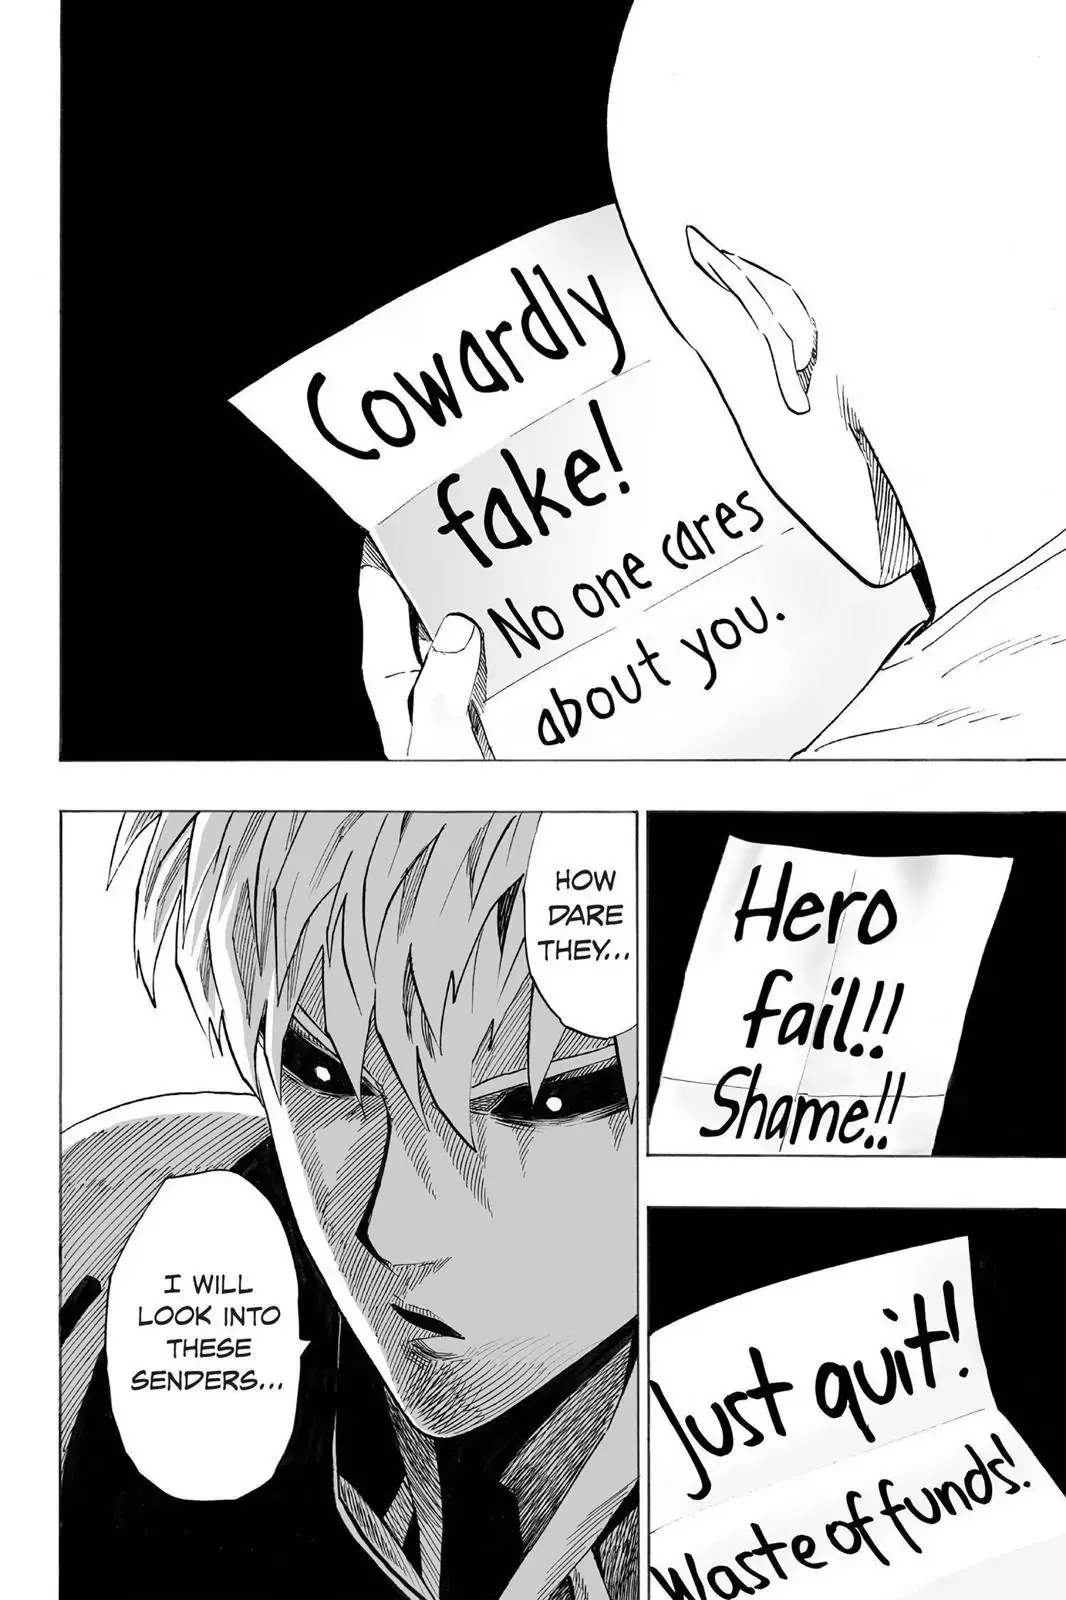 Cowardly
fake!
No one cares
about you.
Hero
fail!!
Shame!!
HOW
DARE
THEY...
I WILL
LOOK INTO
THESE
SENDERS...
Just quit!
Waste of funds!